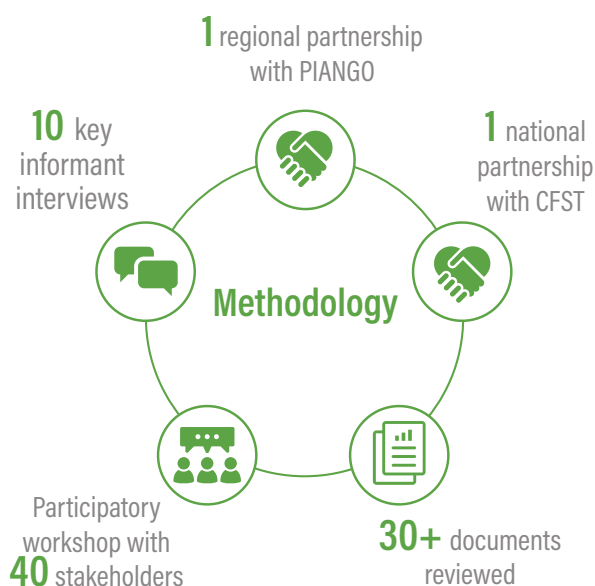 1 regional partnership
with PIANGO
10 key
informant
interviews
1 national
partnership
with CFST
Methodology
Participatory
workshop with
40 stakeholders
30+ documents
reviewed